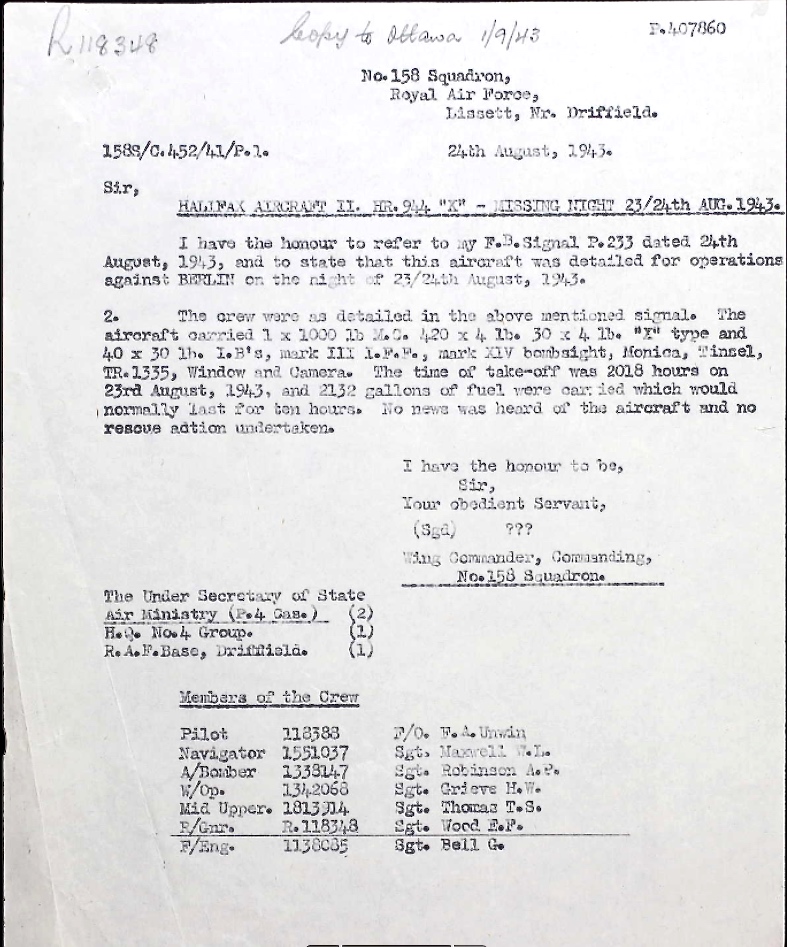 R118348
Copy to Ottawa 1/9/43
P.407860
No.158 Squadron,
Royal Air Force,
Lissett, Nr. Driffield.
158S/C.452/41/P.1.
24th August, 1943.
Sir,
HALIFAX AIRCRAFT II. HR.944 "X" - MISSING NIGHT 23/24th AUG.1943.
I have the honour to refer to my F.B.Signal P.233 dated 24th
August, 1943, and to state that this aircraft was detailed for operations
against BERLIN on the night of 23/24th August, 1943.
2. The crew were as detailed in the above mentioned signal. The
aircraft carried 1 x 1000 lb M.C. 420 x 4 lb. 30 x 4 lb. "X" type and
40 x 30 lb. I.B's, mark III I.F.F., mark XIV bombsight, Monica, Tinsel,
TR.1335, Window and Camera. The time of take-off was 2018 hours on
23rd August, 1943, and 2132 gallons of fuel were carried which would
normally last for ten hours. No news was heard of the aircraft and no
rescue action undertaken.
I have the honour to be,
Sir,
Your obedient Servant,
(Sgd) ???
Wing Commander, Commanding,
No.158 Squadron.
The Under Secretary of State
Air Ministry (P.4 Cas.) (2)
H.Q. No.4 Group. (1)
R.A.F.Base, Driffield. (1)
Members of the Crew
Pilot 118388 F/O. F.A.Unwin
Navigator 1551037 Sgt. Maxwell W.L.
A/Bomber 1338147 Sgt. Robinson A.P.
W/Op. 1342068 Sgt. Grieve H.W.
Mid Upper. 1813914 Sgt. Thomas T.S.
R/Gnr. R.118348 Sgt. Wood E.F.
F/Eng. 1138085 Sgt. Bell G.